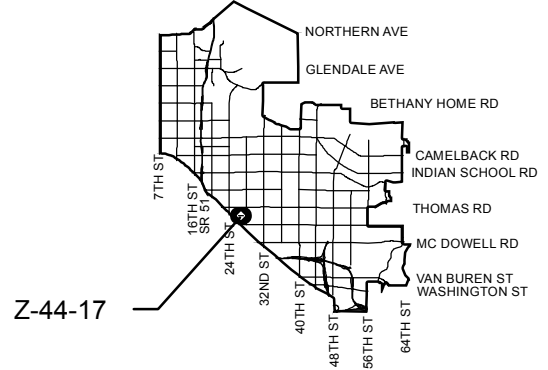 NORTHERN AVE
GLENDALE AVE
BETHANY HOME RD
CAMELBACK RD
INDIAN SCHOOL RD
THOMAS RD
MC DOWELL RD
VAN BUREN ST
WASHINGTON ST
7TH ST
16TH ST
SR 51
24TH ST
32ND ST
40TH ST
48TH ST
56TH ST
64TH ST
Z-44-17